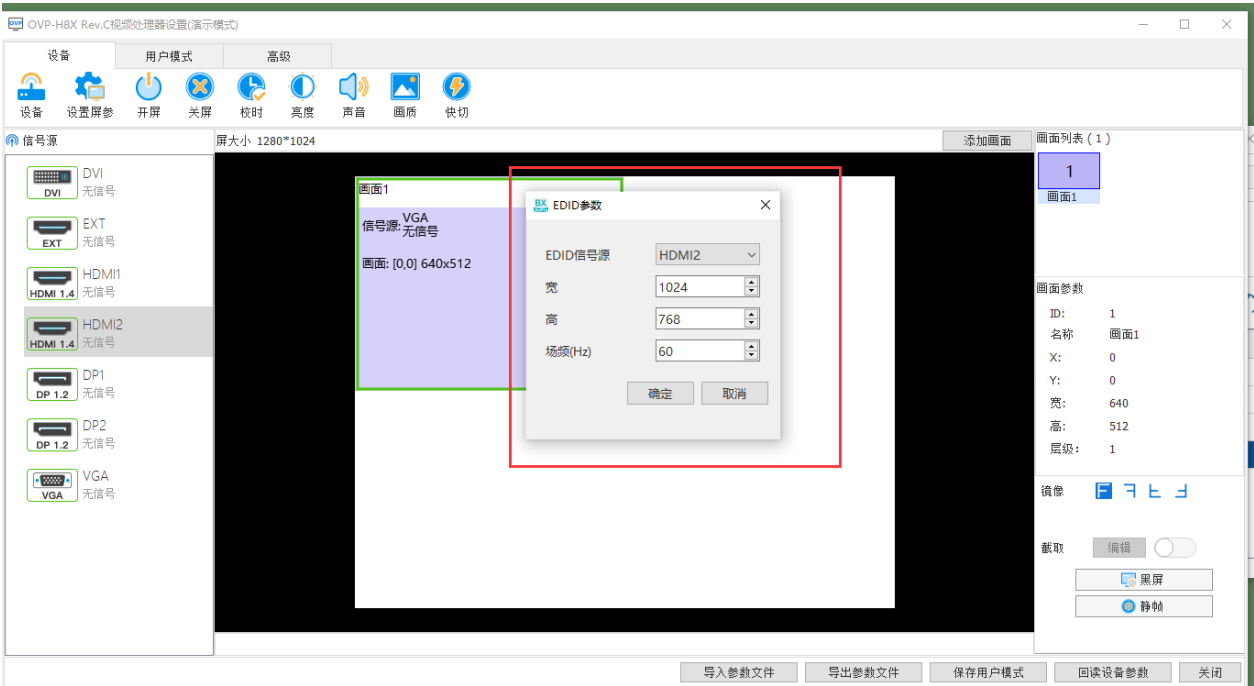 OVP-H8X Rev.C视频处理器设置(演示模式)
设备 用户模式 高级
设备 设置屏参 开屏 关屏 校时 亮度 声音 画质 快切
信号源
屏大小 1280*1024
添加画面
画面列表(1)
DVI
DVI
无信号
EXT
EXT
无信号
HDMI1
HDMI 1.4
无信号
HDMI2
HDMI 1.4
无信号
DP1
DP 1.2
无信号
DP2
DP 1.2
无信号
VGA
VGA
无信号
画面1
信号源: VGA
无信号
画面: [0,0] 640x512
BX EDID参数
EDID信号源 HDMI2
宽 1024
高 768
场频(Hz) 60
确定 取消
1
画面1
画面参数
ID: 1
名称 画面1
X: 0
Y: 0
宽: 640
高: 512
层级: 1
镜像
截取 编辑
黑屏
静帧
导入参数文件 导出参数文件 保存用户模式 回读设备参数 关闭